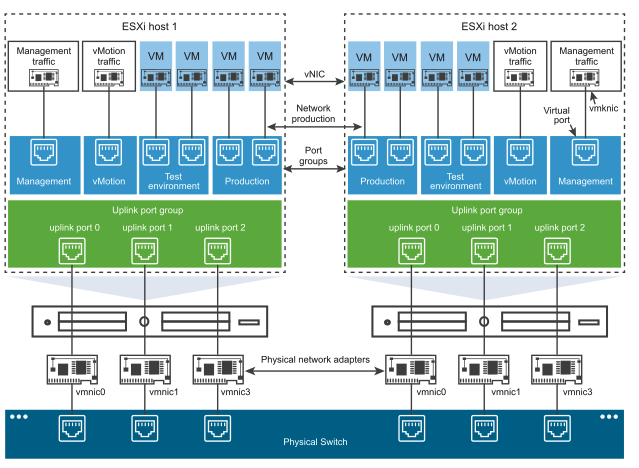 ESXi host 1
ESXi host 2
Management
traffic
vMotion
traffic
VM
VM
VM
VM
vNIC
VM
VM
VM
VM
vMotion
traffic
Management
traffic
Network
production
Virtual
port
vmknic
Port
groups
Management
vMotion
Test
environment
Production
Production
Test
environment
vMotion
Management
Uplink port group
uplink port 0
uplink port 1
uplink port 2
Uplink port group
uplink port 0
uplink port 1
uplink port 2
Physical network adapters
vmnic0
vmnic1
vmnic3
vmnic0
vmnic1
vmnic3
Physical Switch